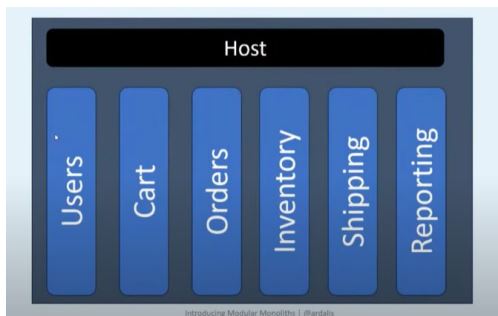 Host
Users
Cart
Orders
Inventory
Shipping
Reporting
Introducing Modular Monoliths | @ardalis